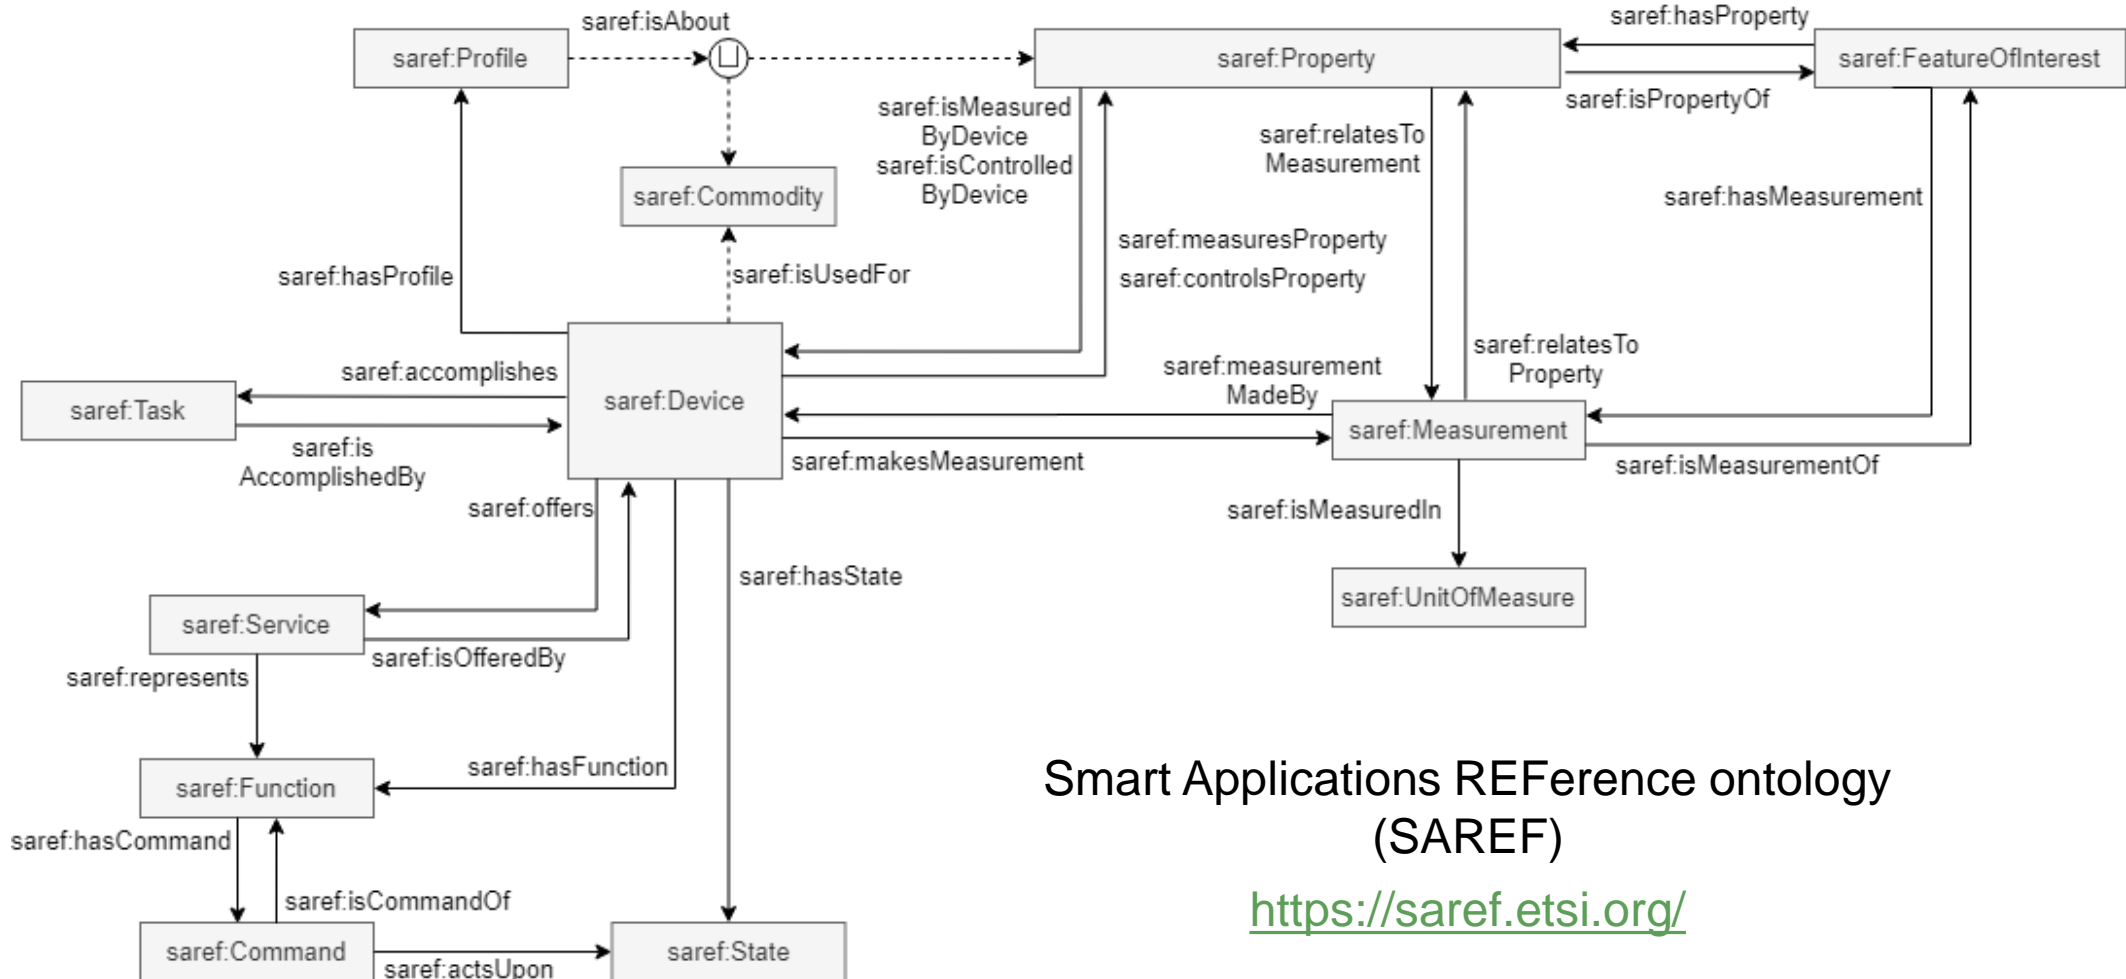 saref:isAbout
saref:hasProperty
saref:Profile
⊔
saref:Property
saref:FeatureOfInterest
saref:isPropertyOf
saref:isMeasured
ByDevice
saref:isControlled
ByDevice
saref:relatesTo
Measurement
saref:Commodity
saref:hasMeasurement
saref:measuresProperty
saref:controlsProperty
saref:hasProfile
saref:isUsedFor
saref:relatesTo
Property
saref:accomplishes
saref:measurement
MadeBy
saref:Task
saref:Device
saref:Measurement
saref:is
AccomplishedBy
saref:makesMeasurement
saref:isMeasurementOf
saref:offers
saref:isMeasuredIn
saref:hasState
saref:UnitOfMeasure
saref:Service
saref:isOfferedBy
saref:represents
saref:hasFunction
saref:Function
Smart Applications REFerence ontology
(SAREF)
saref:hasCommand
saref:isCommandOf
https://saref.etsi.org/
saref:Command
saref:State
saref:actsUpon